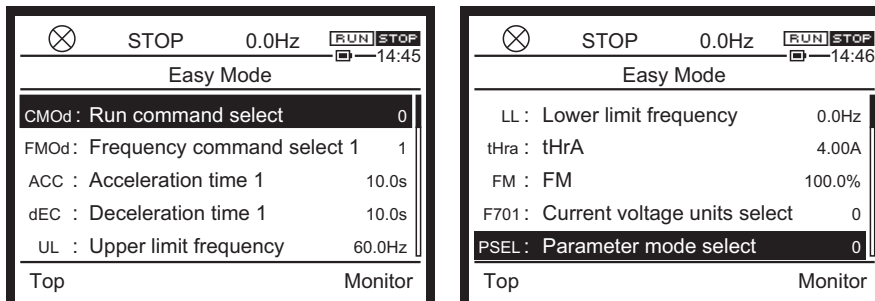 STOP 0.0Hz RUN STOP
14:45
Easy Mode
CMOd : Run command select 0
FMOd : Frequency command select 1 1
ACC : Acceleration time 1 10.0s
dEC : Deceleration time 1 10.0s
UL : Upper limit frequency 60.0Hz
Top Monitor
STOP 0.0Hz RUN STOP
14:46
Easy Mode
LL : Lower limit frequency 0.0Hz
tHra : tHrA 4.00A
FM : FM 100.0%
F701 : Current voltage units select 0
PSEL : Parameter mode select 0
Top Monitor